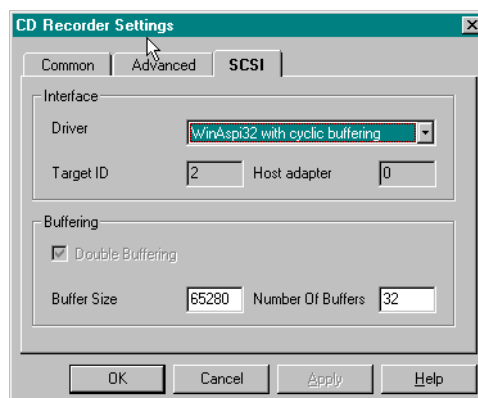 CD Recorder Settings
Common Advanced SCSI
Interface
Driver WinAspi32 with cyclic buffering
Target ID 2 Host adapter 0
Buffering
Double Buffering
Buffer Size 65280 Number Of Buffers 32
OK Cancel Apply Help